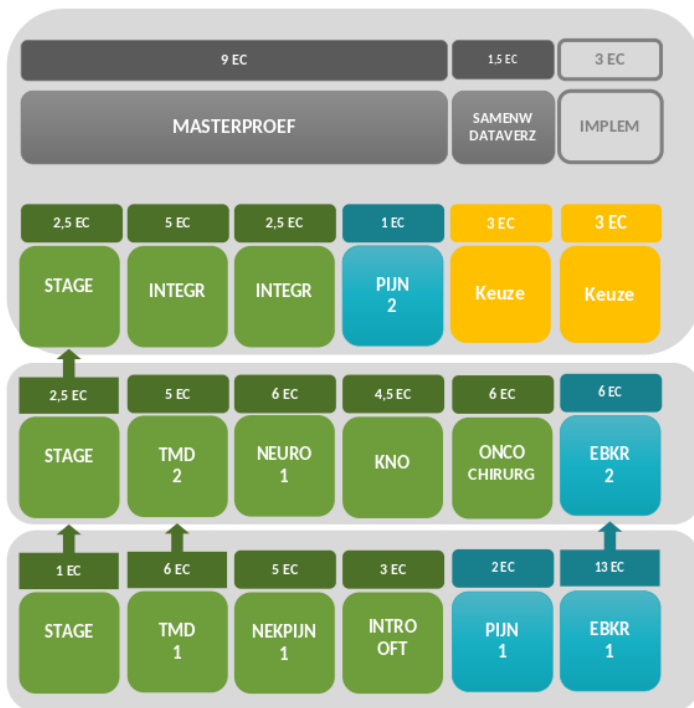 9 EC
1,5 EC
3 EC
MASTERPROEF
SAMENW
DATAVERZ
IMPLEM
2,5 EC
5 EC
2,5 EC
1 EC
3 EC
3 EC
STAGE
INTEGR
INTEGR
PIJN
2
Keuze
Keuze
2,5 EC
5 EC
6 EC
4,5 EC
6 EC
6 EC
STAGE
TMD
2
NEURO
1
KNO
ONCO
CHIRURG
EBKR
2
1 EC
6 EC
5 EC
3 EC
2 EC
13 EC
STAGE
TMD
1
NEKPIJN
1
INTRO
OFT
PIJN
1
EBKR
1